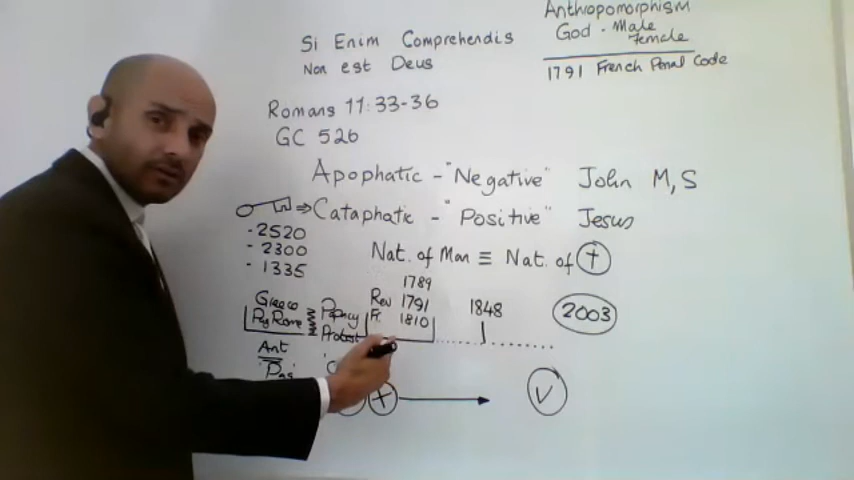 Anthropomorphism
God - Male
Female
1791 French Penal Code
Si Enim Comprehendis
Non est Deus
Romans 11:33-36
GC 526
Apophatic - "Negative" John M,S
Cataphatic - "Positive" Jesus
- 2520
- 2300
- 1335
Nat. of Man ≡ Nat. of †
1789
Rev 1791
Fr. 1810
1848
2003
Greece
Pag Rome
Papacy
Protest
Ant
"Pag"
+
✓